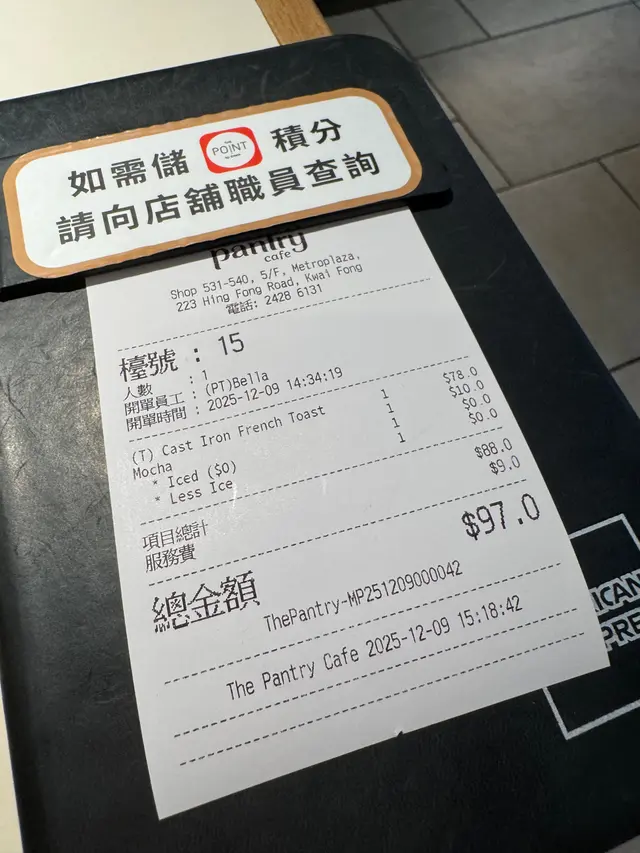 如需儲 THE POINT by SHKP 積分
請向店舖職員查詢
pantry
cafe
Shop 531-540, 5/F, Metroplaza,
223 Hing Fong Road, Kwai Fong
電話: 2428 6131
檯號 : 15
人數 : 1
開單員工 : (PT)Bella
開單時間 : 2025-12-09 14:34:19
(T) Cast Iron French Toast 1 $78.0
Mocha 1 $10.0
* Iced ($0) 1 $0.0
* Less Ice 1 $0.0
項目總計 $88.0
服務費 $9.0
總金額 $97.0
ThePantry-MP251209000042
The Pantry Cafe 2025-12-09 15:18:42